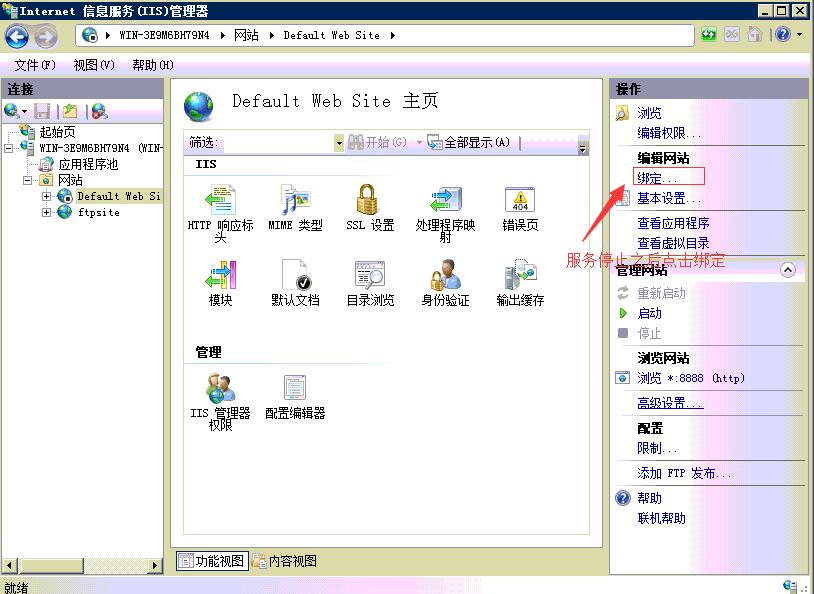 Internet 信息服务(IIS)管理器
WIN-3E9M6BH79N4 网站 Default Web Site
文件(F) 视图(V) 帮助(H)
连接
起始页
WIN-3E9M6BH79N4 (WIN-
应用程序池
网站
Default Web Si
ftpsite
Default Web Site 主页
筛选: 开始(G) 全部显示(A)
IIS
HTTP 响应标头
MIME 类型
SSL 设置
处理程序映射
404
错误页
模块
默认文档
目录浏览
身份验证
输出缓存
管理
IIS 管理器权限
配置编辑器
功能视图 内容视图
操作
浏览
编辑权限...
编辑网站
绑定...
基本设置...
查看应用程序
查看虚拟目录
服务停止之后点击绑定
管理网站
重新启动
启动
停止
浏览网站
浏览 *:8888 (http)
高级设置...
配置
限制...
添加 FTP 发布...
帮助
联机帮助
就绪